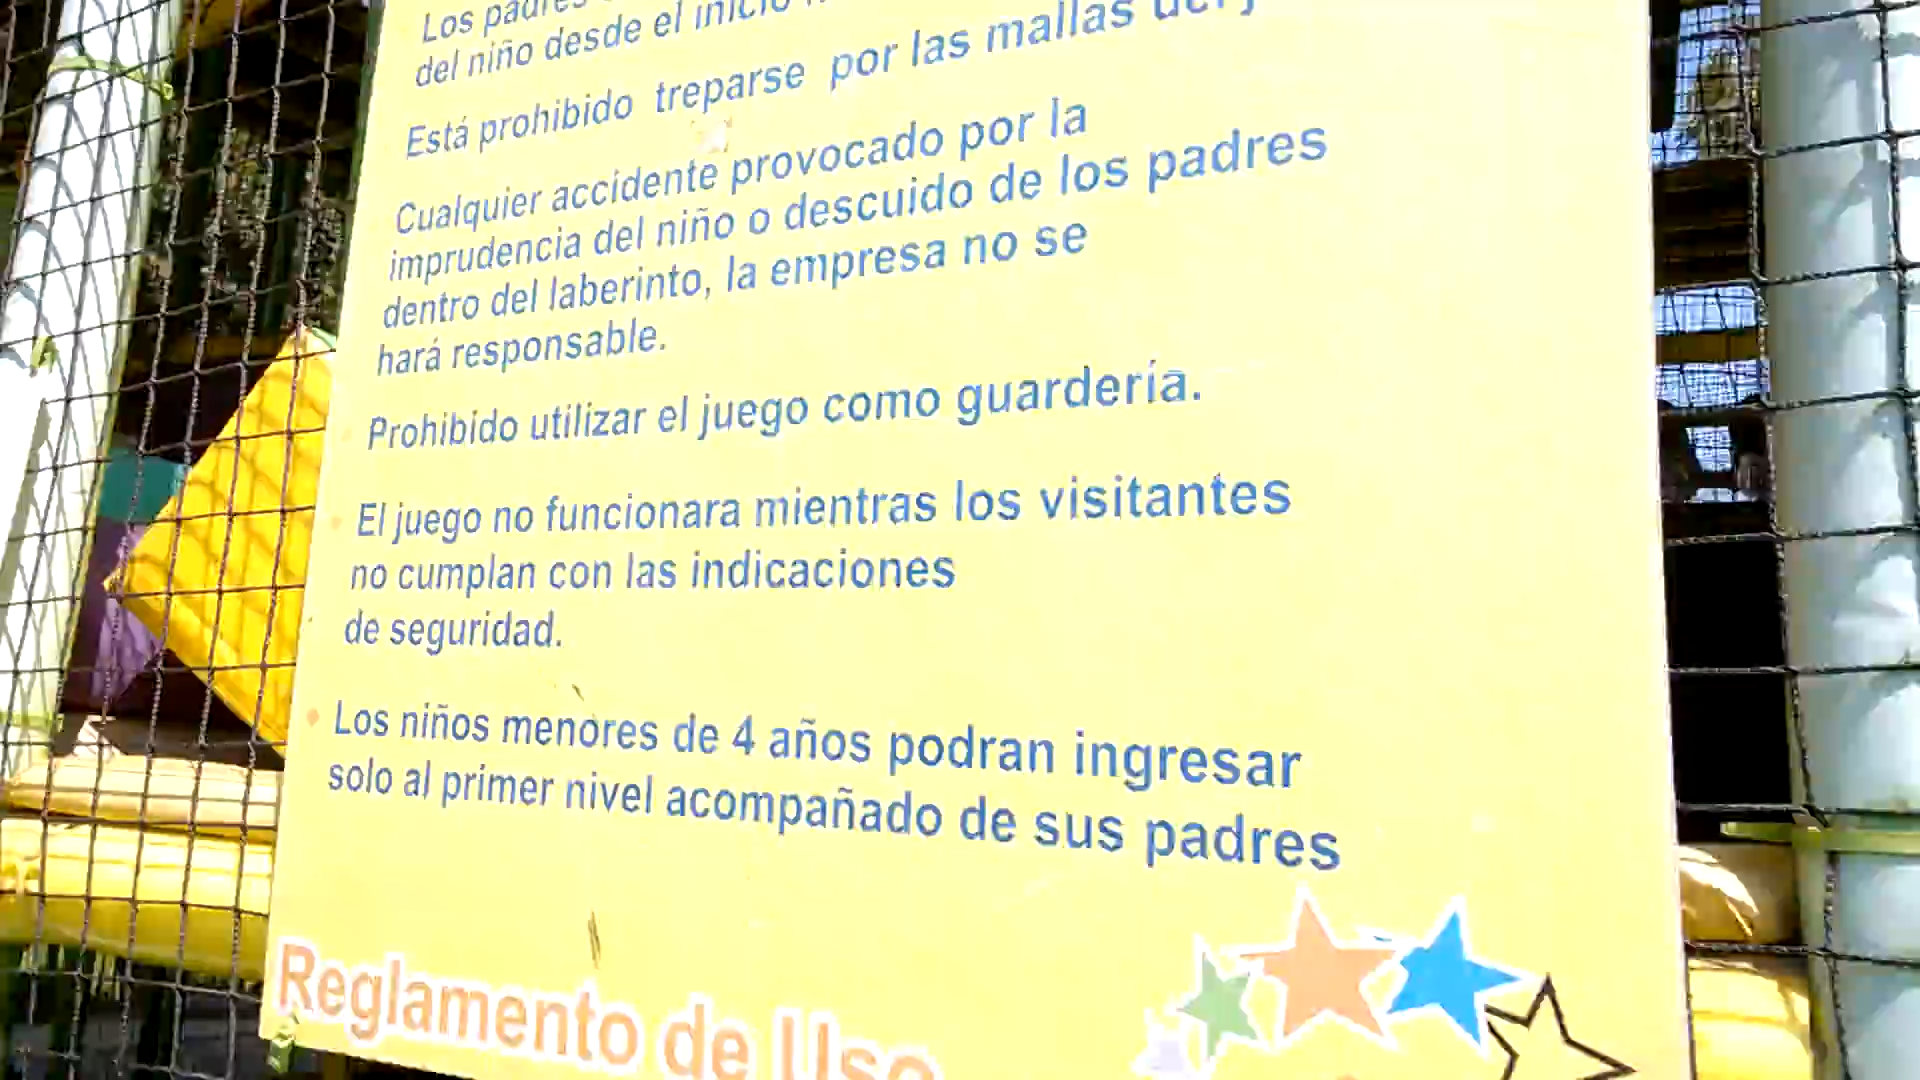 Los padres
del niño desde el inicio
Está prohibido treparse por las mallas
Cualquier accidente provocado por la
imprudencia del niño o descuido de los padres
dentro del laberinto, la empresa no se
hará responsable.
Prohibido utilizar el juego como guardería.
El juego no funcionara mientras los visitantes
no cumplan con las indicaciones
de seguridad.
Los niños menores de 4 años podran ingresar
solo al primer nivel acompañado de sus padres
Reglamento de Uso